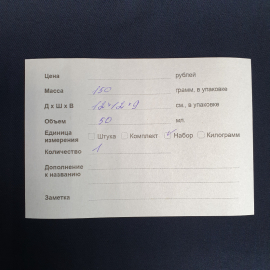 Цена рублей
Масса 150 грамм, в упаковке
Д х Ш х В 12*12*9 см., в упаковке
Объем 50 мл.
Единица
измерения Штука Комплект Набор Килограмм
Количество 1
Дополнение
к названию
Заметка